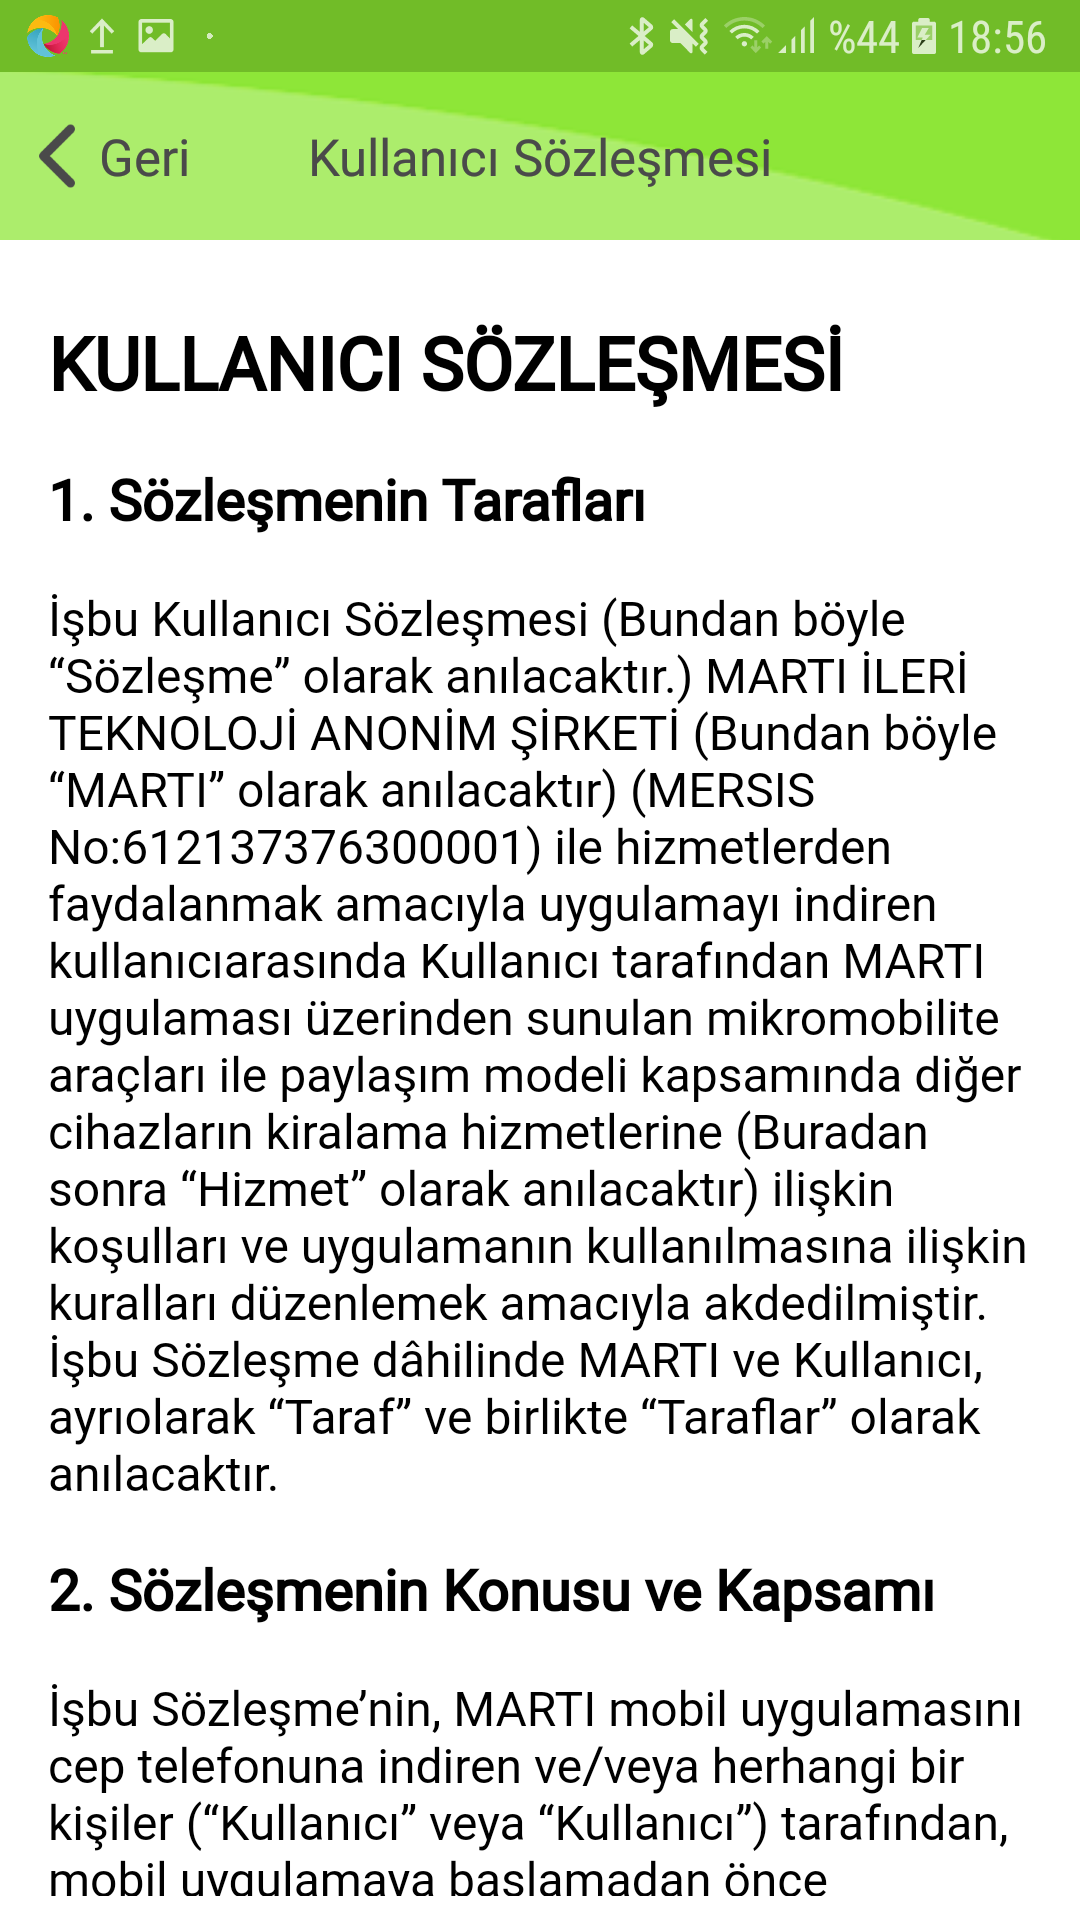 %44 18:56
Geri Kullanıcı Sözleşmesi
KULLANICI SÖZLEŞMESİ
1. Sözleşmenin Tarafları
İşbu Kullanıcı Sözleşmesi (Bundan böyle
“Sözleşme” olarak anılacaktır.) MARTI İLERİ
TEKNOLOJİ ANONİM ŞİRKETİ (Bundan böyle
“MARTI” olarak anılacaktır) (MERSIS
No:612137376300001) ile hizmetlerden
faydalanmak amacıyla uygulamayı indiren
kullanıcıarasında Kullanıcı tarafından MARTI
uygulaması üzerinden sunulan mikromobilite
araçları ile paylaşım modeli kapsamında diğer
cihazların kiralama hizmetlerine (Buradan
sonra “Hizmet” olarak anılacaktır) ilişkin
koşulları ve uygulamanın kullanılmasına ilişkin
kuralları düzenlemek amacıyla akdedilmiştir.
İşbu Sözleşme dâhilinde MARTI ve Kullanıcı,
ayrıolarak “Taraf” ve birlikte “Taraflar” olarak
anılacaktır.
2. Sözleşmenin Konusu ve Kapsamı
İşbu Sözleşme’nin, MARTI mobil uygulamasını
cep telefonuna indiren ve/veya herhangi bir
kişiler (“Kullanıcı” veya “Kullanıcı”) tarafından,
mobil uygulamaya başlamadan önce